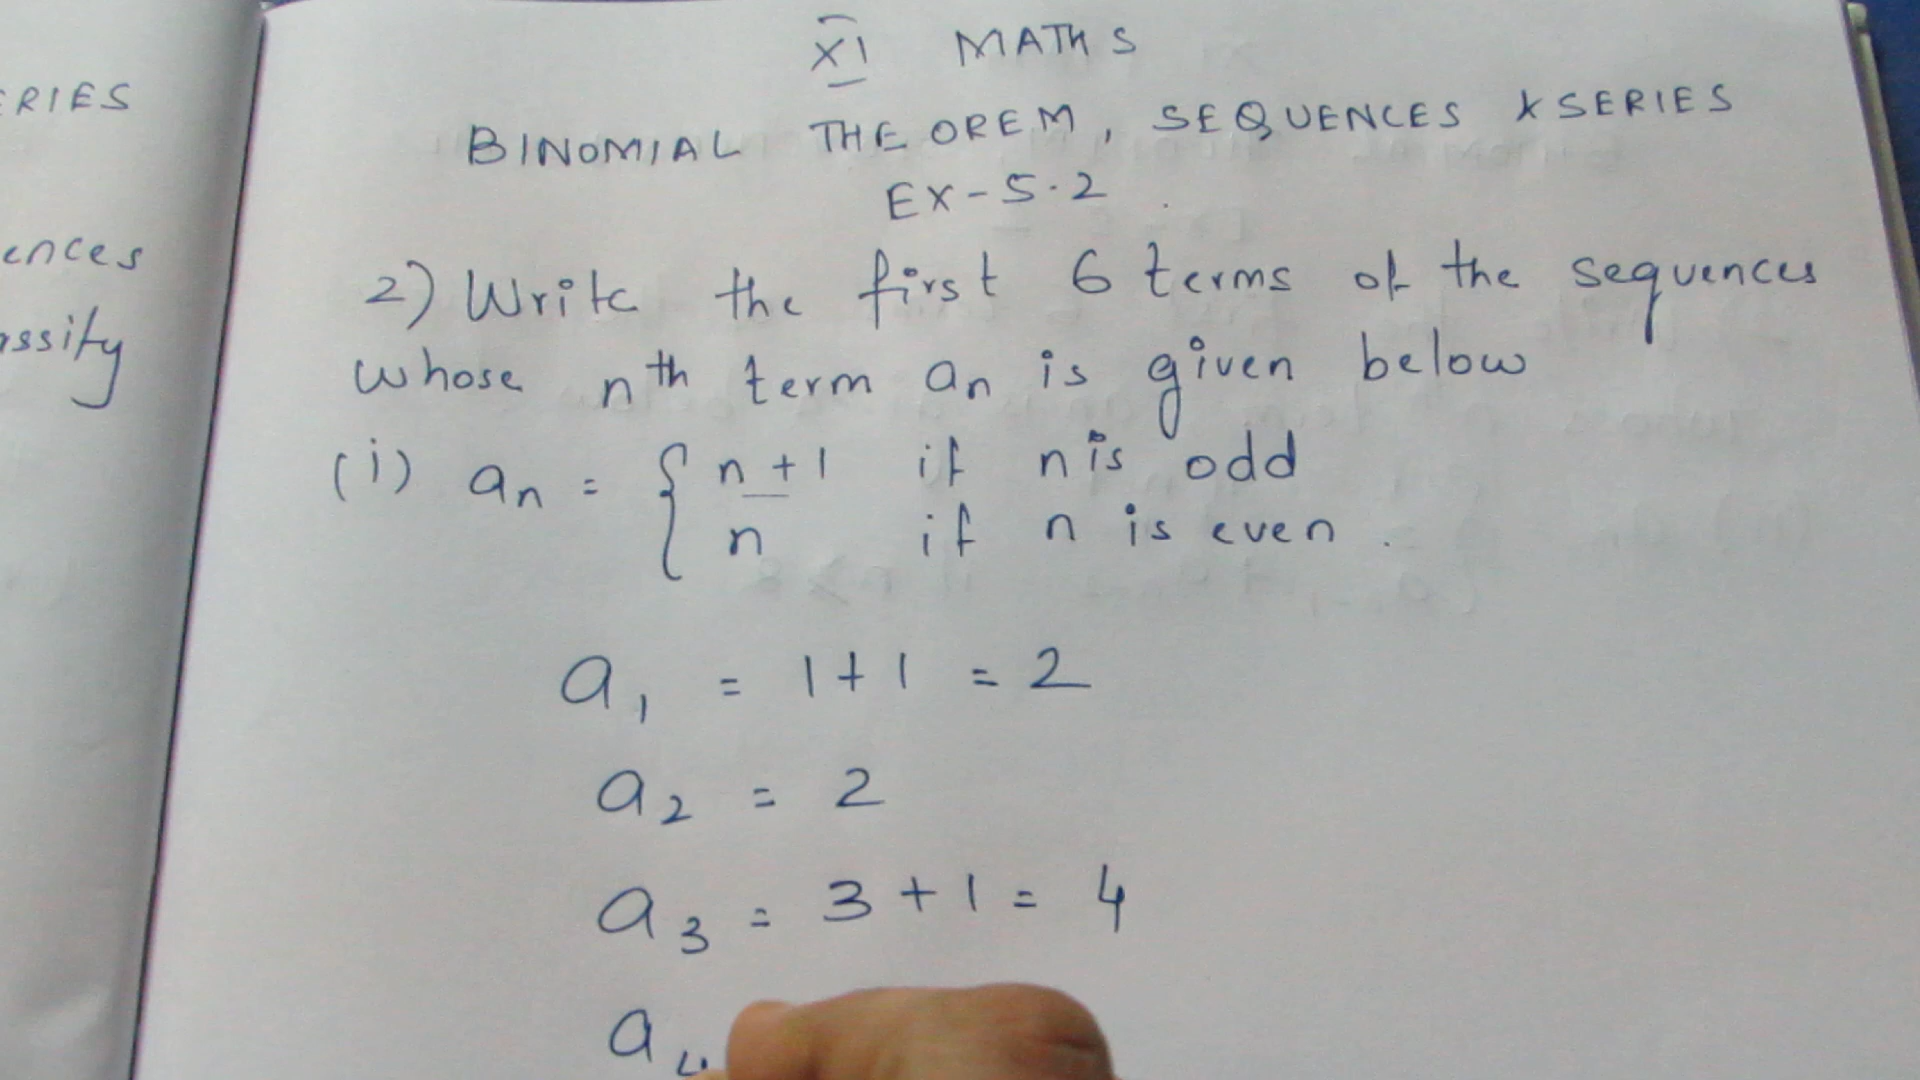 RIES
ences
ssify
XI MATHS
BINOMIAL THEOREM, SEQUENCES & SERIES
EX-5.2
2) Write the first 6 terms of the sequences
whose nth term an is given below
(i) an = { n+1 if n is odd
n if n is even.
a1 = 1+1 = 2
a2 = 2
a3 = 3+1 = 4
a4